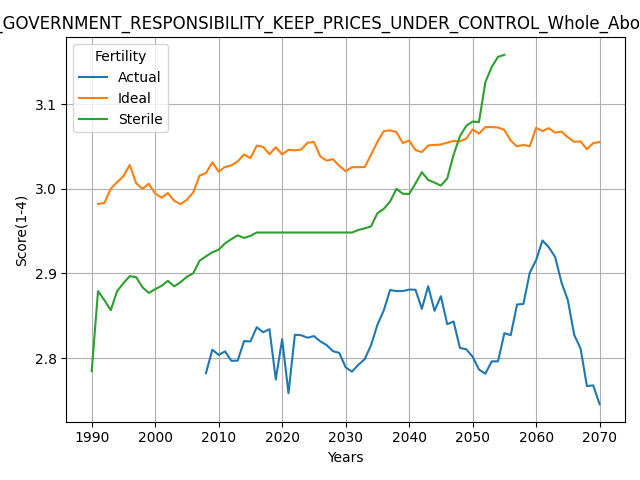 _GOVERNMENT_RESPONSIBILITY_KEEP_PRICES_UNDER_CONTROL_Whole_Abo
Fertility
Actual
Ideal
Sterile
3.1
3.0
2.9
2.8
Score(1-4)
1990 2000 2010 2020 2030 2040 2050 2060 2070
Years